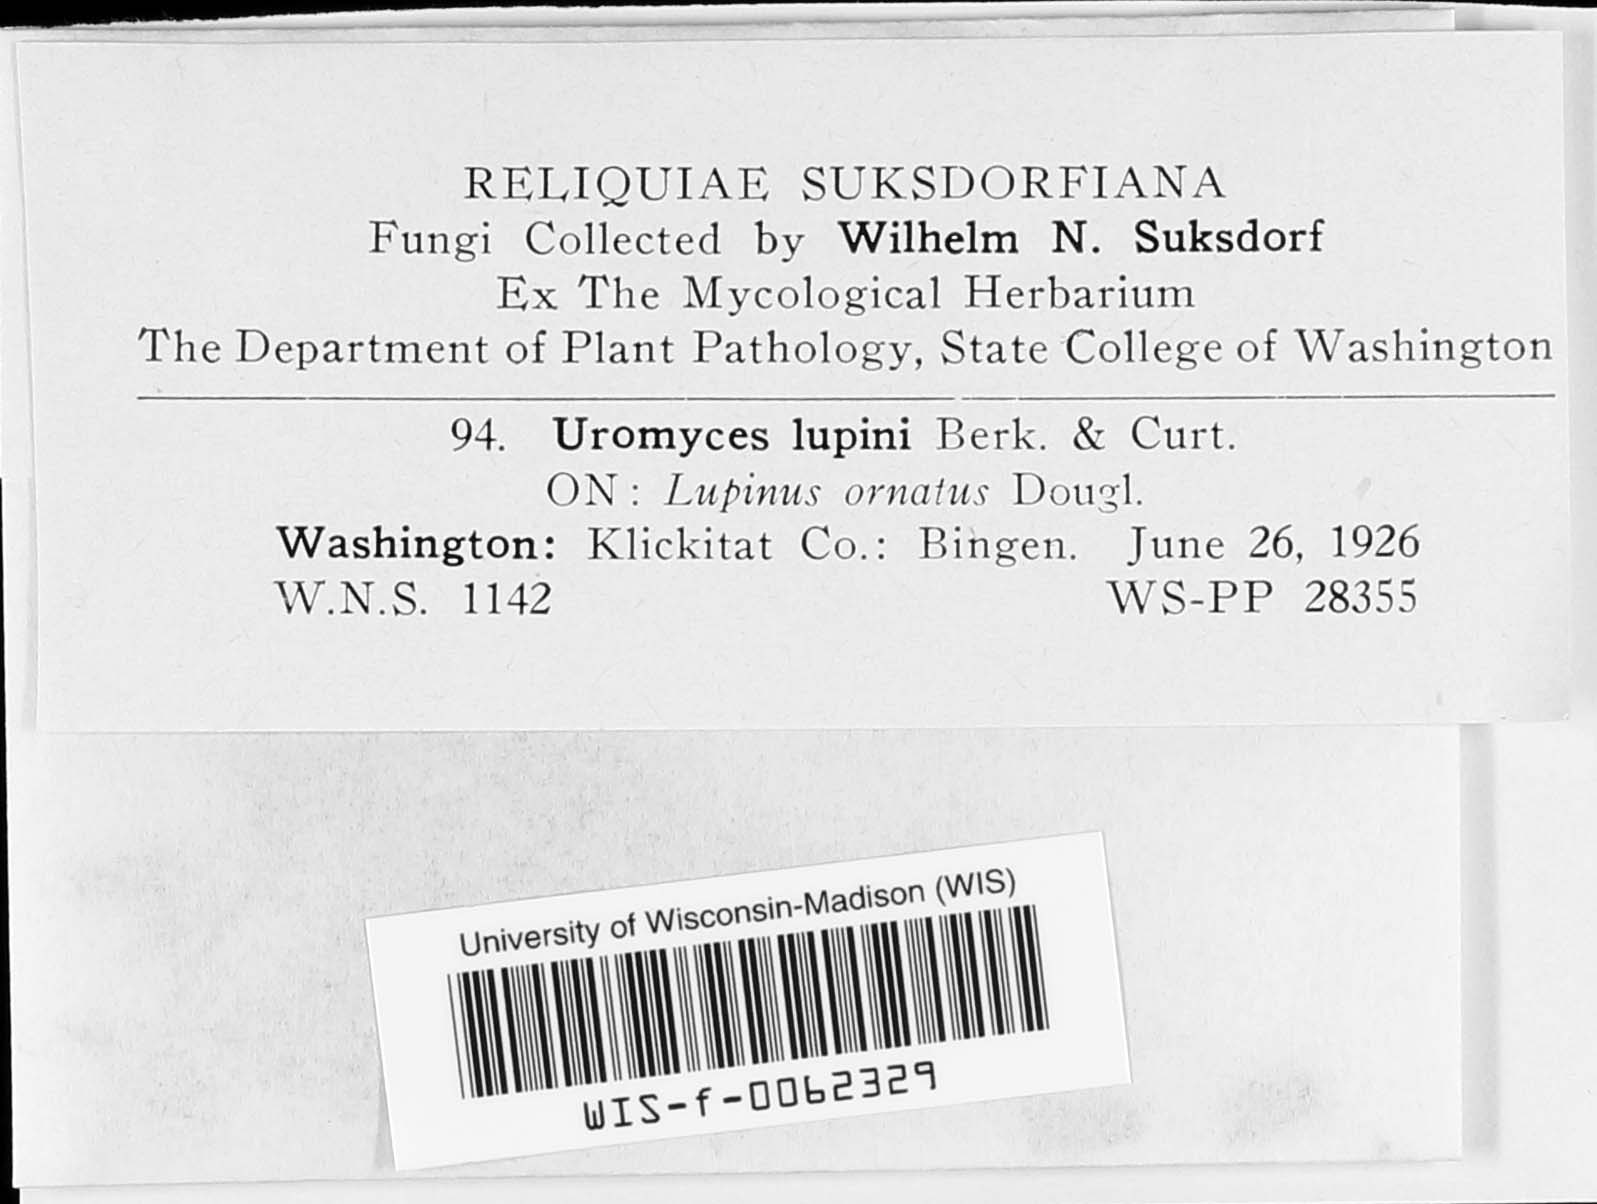 RELIQUIAE SUKSDORFIANA
Fungi Collected by Wilhelm N. Suksdorf
Ex The Mycological Herbarium
The Department of Plant Pathology, State College of Washington
94. Uromyces lupini Berk. & Curt.
ON: Lupinus ornatus Dougl.
Washington: Klickitat Co.: Bingen. June 26, 1926
W.N.S. 1142 WS-PP 28355
University of Wisconsin-Madison (WIS)
WIS-f-0062329